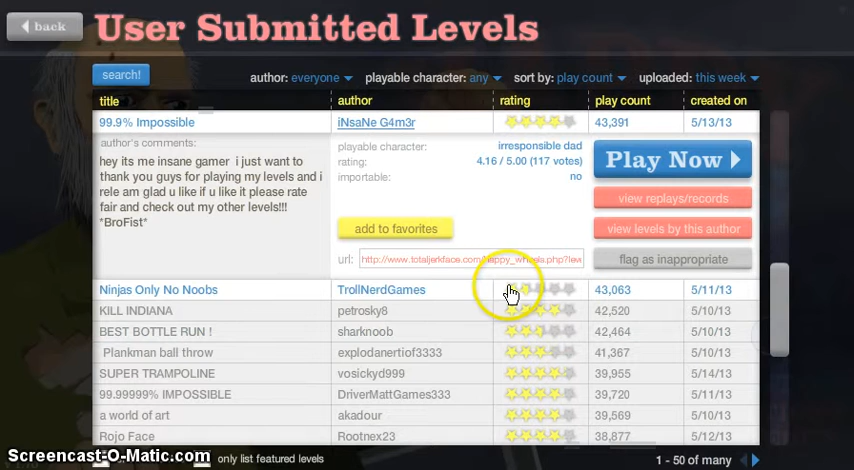 back
User Submitted Levels
search!
author: everyone playable character: any sort by: play count uploaded: this week
title author rating play count created on
99.9% Impossible iNsaNe G4m3r 43,391 5/13/13
author's comments:
hey its me insane gamer i just want to
thank you guys for playing my levels and i
rele am glad u like if u like it please rate
fair and check out my other levels!!!
*BroFist*
playable character: irresponsible dad
rating: 4.16 / 5.00 (117 votes)
importable: no
add to favorites
url: http://www.totaljerkface.com/happy_wheels.php?lev
Play Now
view replays/records
view levels by this author
flag as inappropriate
Ninjas Only No Noobs TrollNerdGames 43,063 5/11/13
KILL INDIANA petrosky8 42,520 5/10/13
BEST BOTTLE RUN ! sharknoob 42,464 5/10/13
Plankman ball throw explodanertiof3333 41,367 5/10/13
SUPER TRAMPOLINE vosickyd999 39,955 5/14/13
99.99999% IMPOSSIBLE DriverMattGames333 39,720 5/11/13
a world of art akadour 39,569 5/10/13
Rojo Face Rootnex23 38,877 5/12/13
only list featured levels 1 - 50 of many
Screencast-O-Matic.com